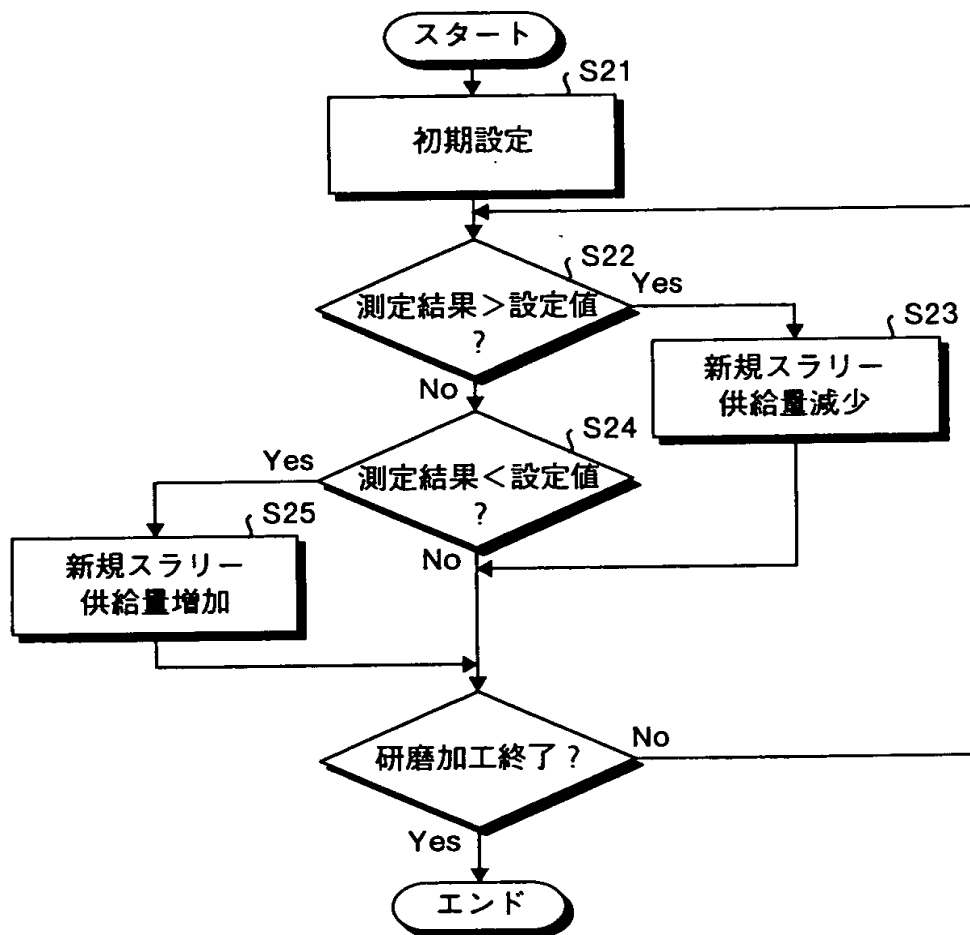 スタート
S21
初期設定
S22
測定結果＞設定値
?
Yes
No
S23
新規スラリー
供給量減少
S24
測定結果＜設定値
?
Yes
No
S25
新規スラリー
供給量増加
研磨加工終了?
No
Yes
エンド